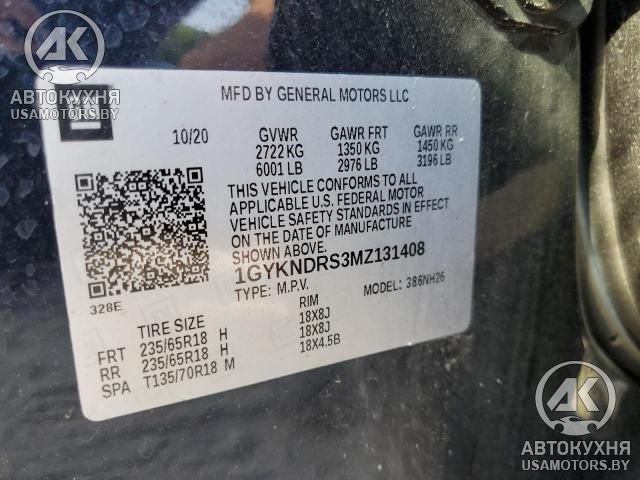 AK
АВТОКУХНЯ
USAMOTORS.BY
GM
MFD BY GENERAL MOTORS LLC
10/20 GVWR GAWR FRT GAWR RR
2722 KG 1350 KG 1450 KG
6001 LB 2976 LB 3196 LB
THIS VEHICLE CONFORMS TO ALL
APPLICABLE U.S. FEDERAL MOTOR
VEHICLE SAFETY STANDARDS IN EFFECT
ON THE DATE OF MANUFACTURE
SHOWN ABOVE.
1GYKNDRS3MZ131408
328E TYPE: M.P.V. MODEL: 386NH26
TIRE SIZE RIM
FRT 235/65R18 H 18X8J
RR 235/65R18 H 18X8J
SPA T135/70R18 M 18X4.5B
AK
АВТОКУХНЯ
USAMOTORS.BY